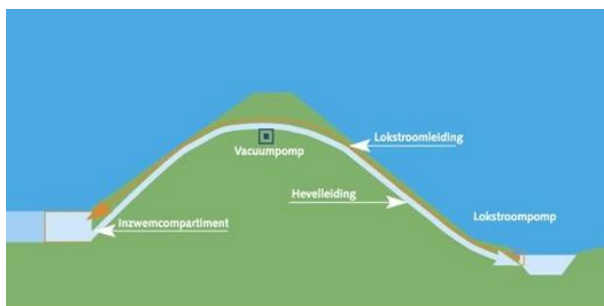 Lokstroomleiding
Vacuumpomp
Hevelleiding
Lokstroompomp
Inzwemcompartiment